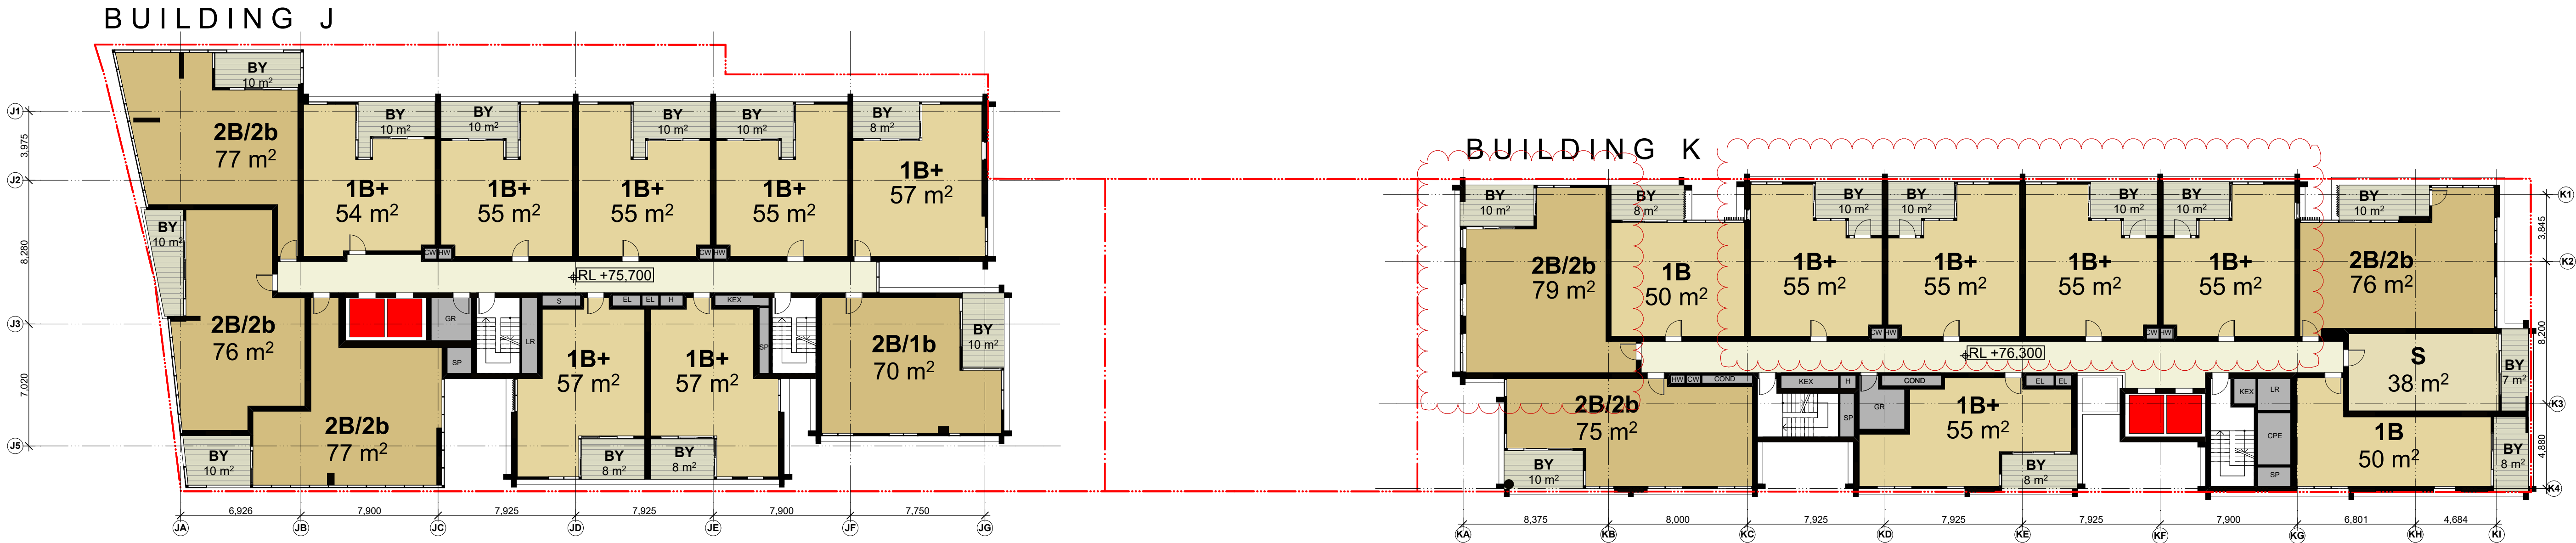 BUILDING J
BY
10 m²
2B/2b
77 m²
BY
10 m²
1B+
54 m²
BY
10 m²
1B+
55 m²
BY
10 m²
1B+
55 m²
BY
10 m²
1B+
55 m²
BY
8 m²
1B+
57 m²
CW HW
CW HW
RL +75,700
BY
10 m²
2B/2b
76 m²
GR
SP
LR
S
EL
EL
H
KEX
SP
2B/2b
77 m²
BY
10 m²
1B+
57 m²
BY
8 m²
1B+
57 m²
BY
8 m²
2B/1b
70 m²
BY
10 m²
J1
3,975
J2
8,280
J3
7,020
J5
6,926
7,900
7,925
7,925
7,900
7,750
JA
JB
JC
JD
JE
JF
JG
BUILDING K
BY
10 m²
2B/2b
79 m²
BY
8 m²
1B
50 m²
BY
10 m²
1B+
55 m²
BY
10 m²
1B+
55 m²
BY
10 m²
1B+
55 m²
BY
10 m²
1B+
55 m²
BY
10 m²
2B/2b
76 m²
CW HW
CW HW
RL +76,300
S
38 m²
BY
7 m²
HW
CW
COND
KEX
H
SP
GR
COND
EL
EL
KEX
LR
CPE
SP
2B/2b
75 m²
BY
10 m²
1B+
55 m²
BY
8 m²
1B
50 m²
BY
8 m²
K1
3,845
K2
8,200
K3
4,880
K4
8,375
8,000
7,925
7,925
7,925
7,900
6,801
4,684
KA
KB
KC
KD
KE
KF
KG
KH
KI